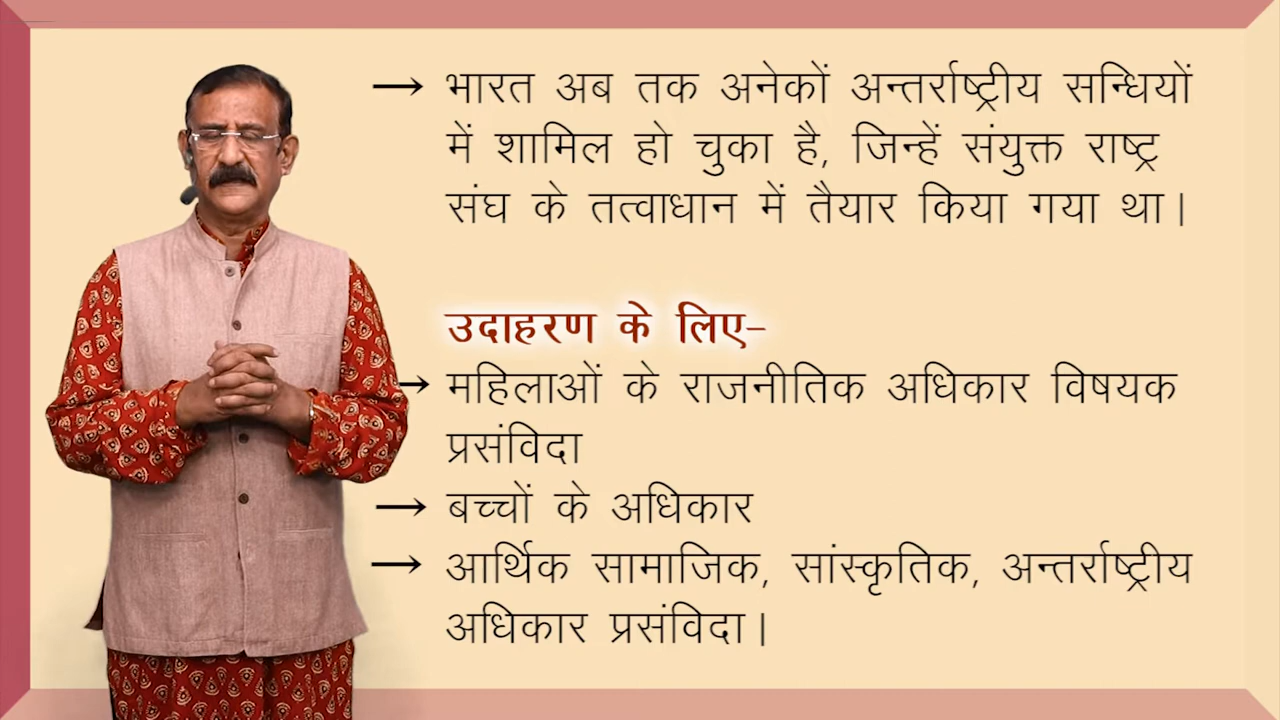 → भारत अब तक अनेकों अन्तर्राष्ट्रीय सन्धियों
में शामिल हो चुका है, जिन्हें संयुक्त राष्ट्र
संघ के तत्वाधान में तैयार किया गया था।
उदाहरण के लिए-
→ महिलाओं के राजनीतिक अधिकार विषयक
प्रसंविदा
→ बच्चों के अधिकार
→ आर्थिक सामाजिक, सांस्कृतिक, अन्तर्राष्ट्रीय
अधिकार प्रसंविदा।